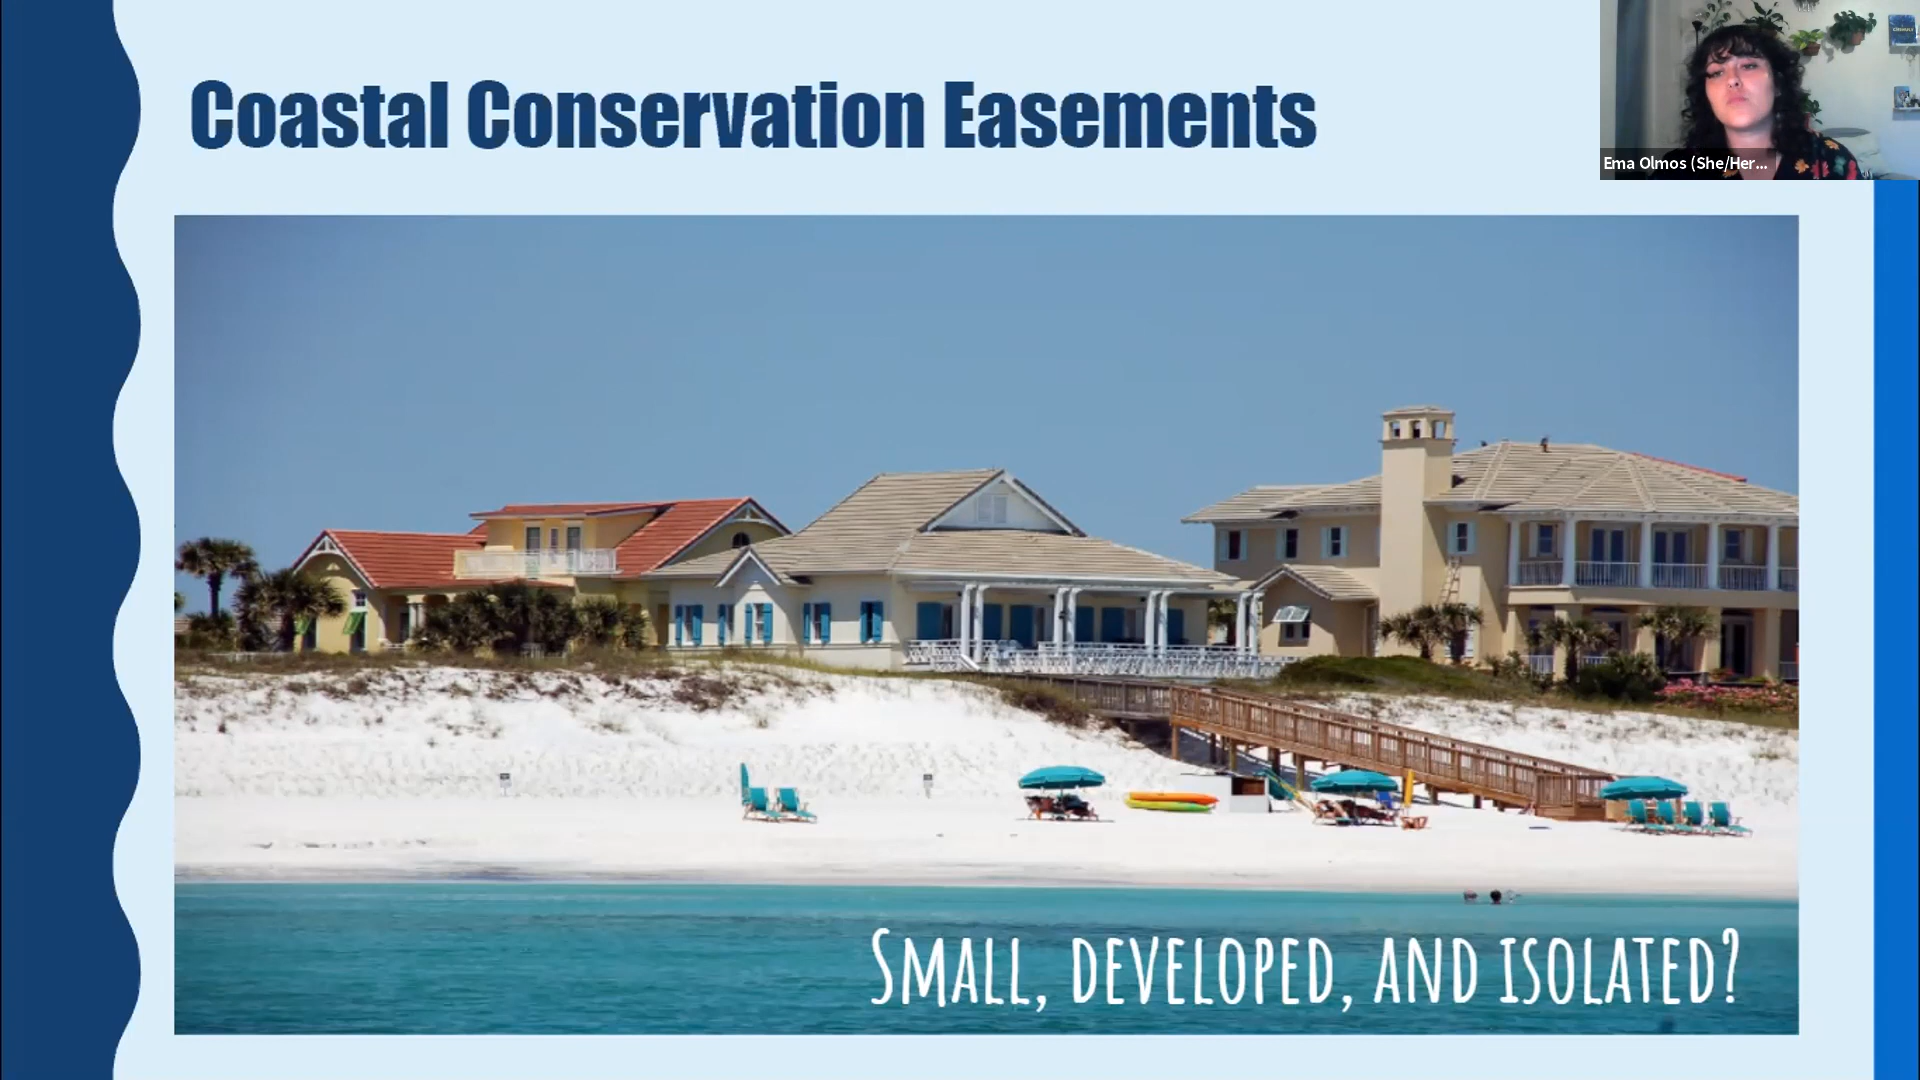 Coastal Conservation Easements
Ema Olmos (She/Her...
Small, developed, and isolated?